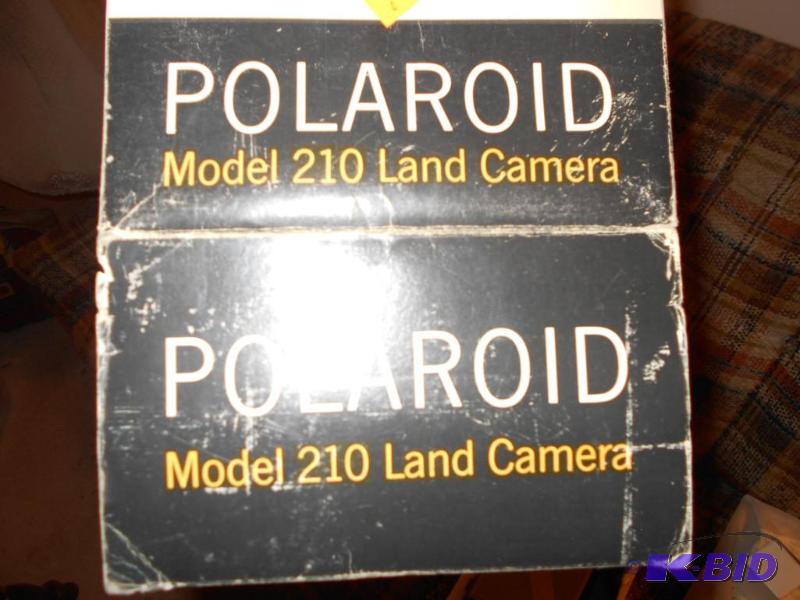 POLAROID
Model 210 Land Camera
POLAROID
Model 210 Land Camera
K-BID